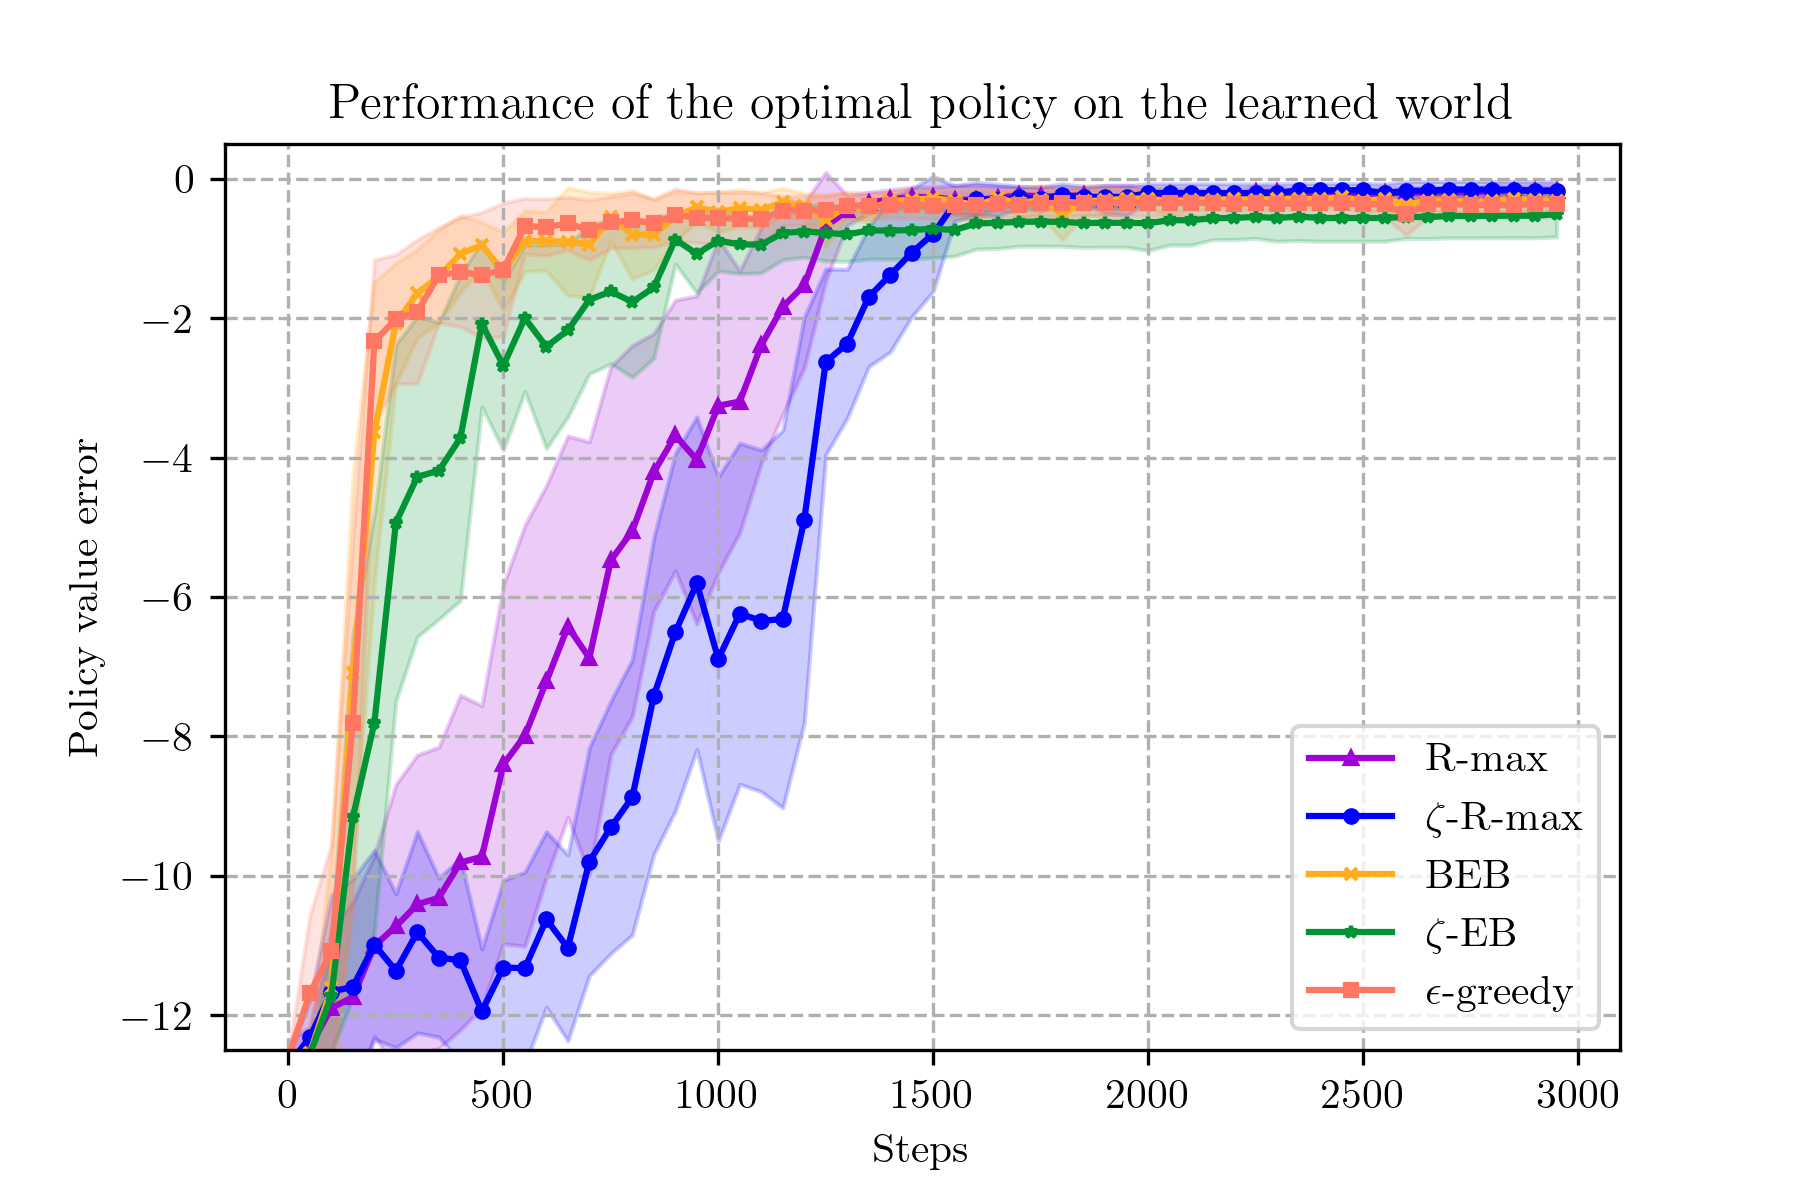 Performance of the optimal policy on the learned world
Policy value error
0
−2
−4
−6
−8
−10
−12
R-max
ζ-R-max
BEB
ζ-EB
ϵ-greedy
0 500 1000 1500 2000 2500 3000
Steps